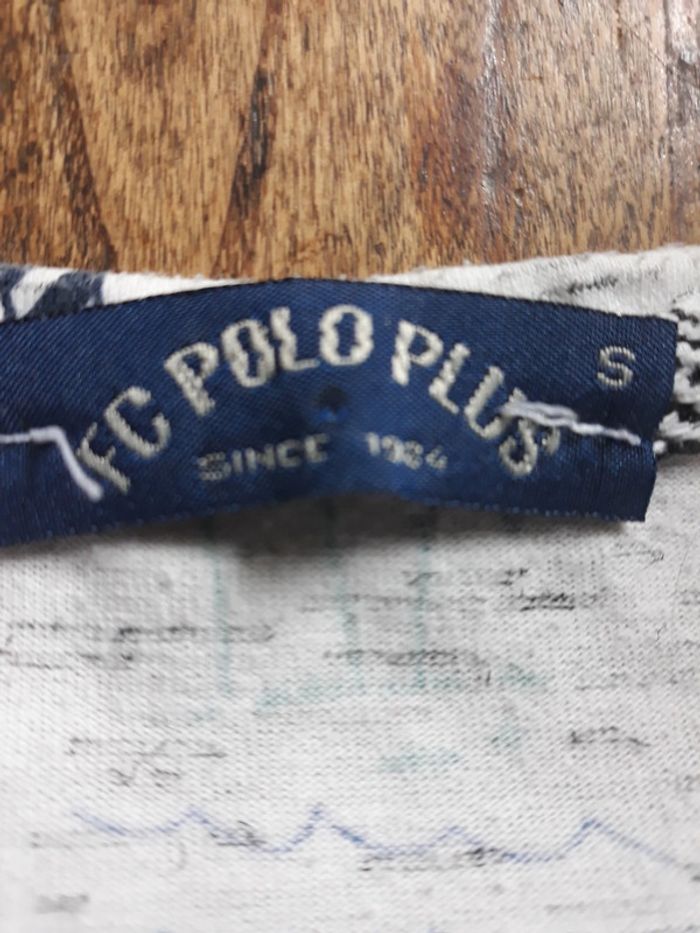 FC POLO PLUS
S
SINCE 1984